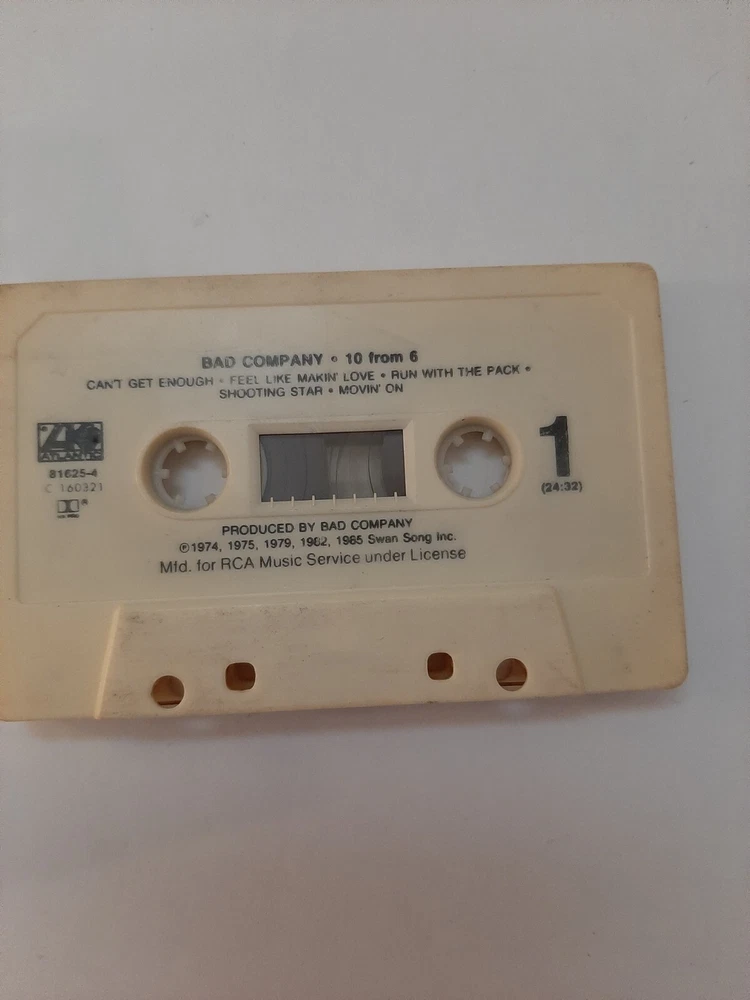 BAD COMPANY • 10 from 6
CAN'T GET ENOUGH • FEEL LIKE MAKIN' LOVE • RUN WITH THE PACK •
SHOOTING STAR • MOVIN' ON
ATLANTIC
81625-4
C 160321
®
1
(24:32)
PRODUCED BY BAD COMPANY
℗1974, 1975, 1979, 1982, 1985 Swan Song Inc.
Mfd. for RCA Music Service under License